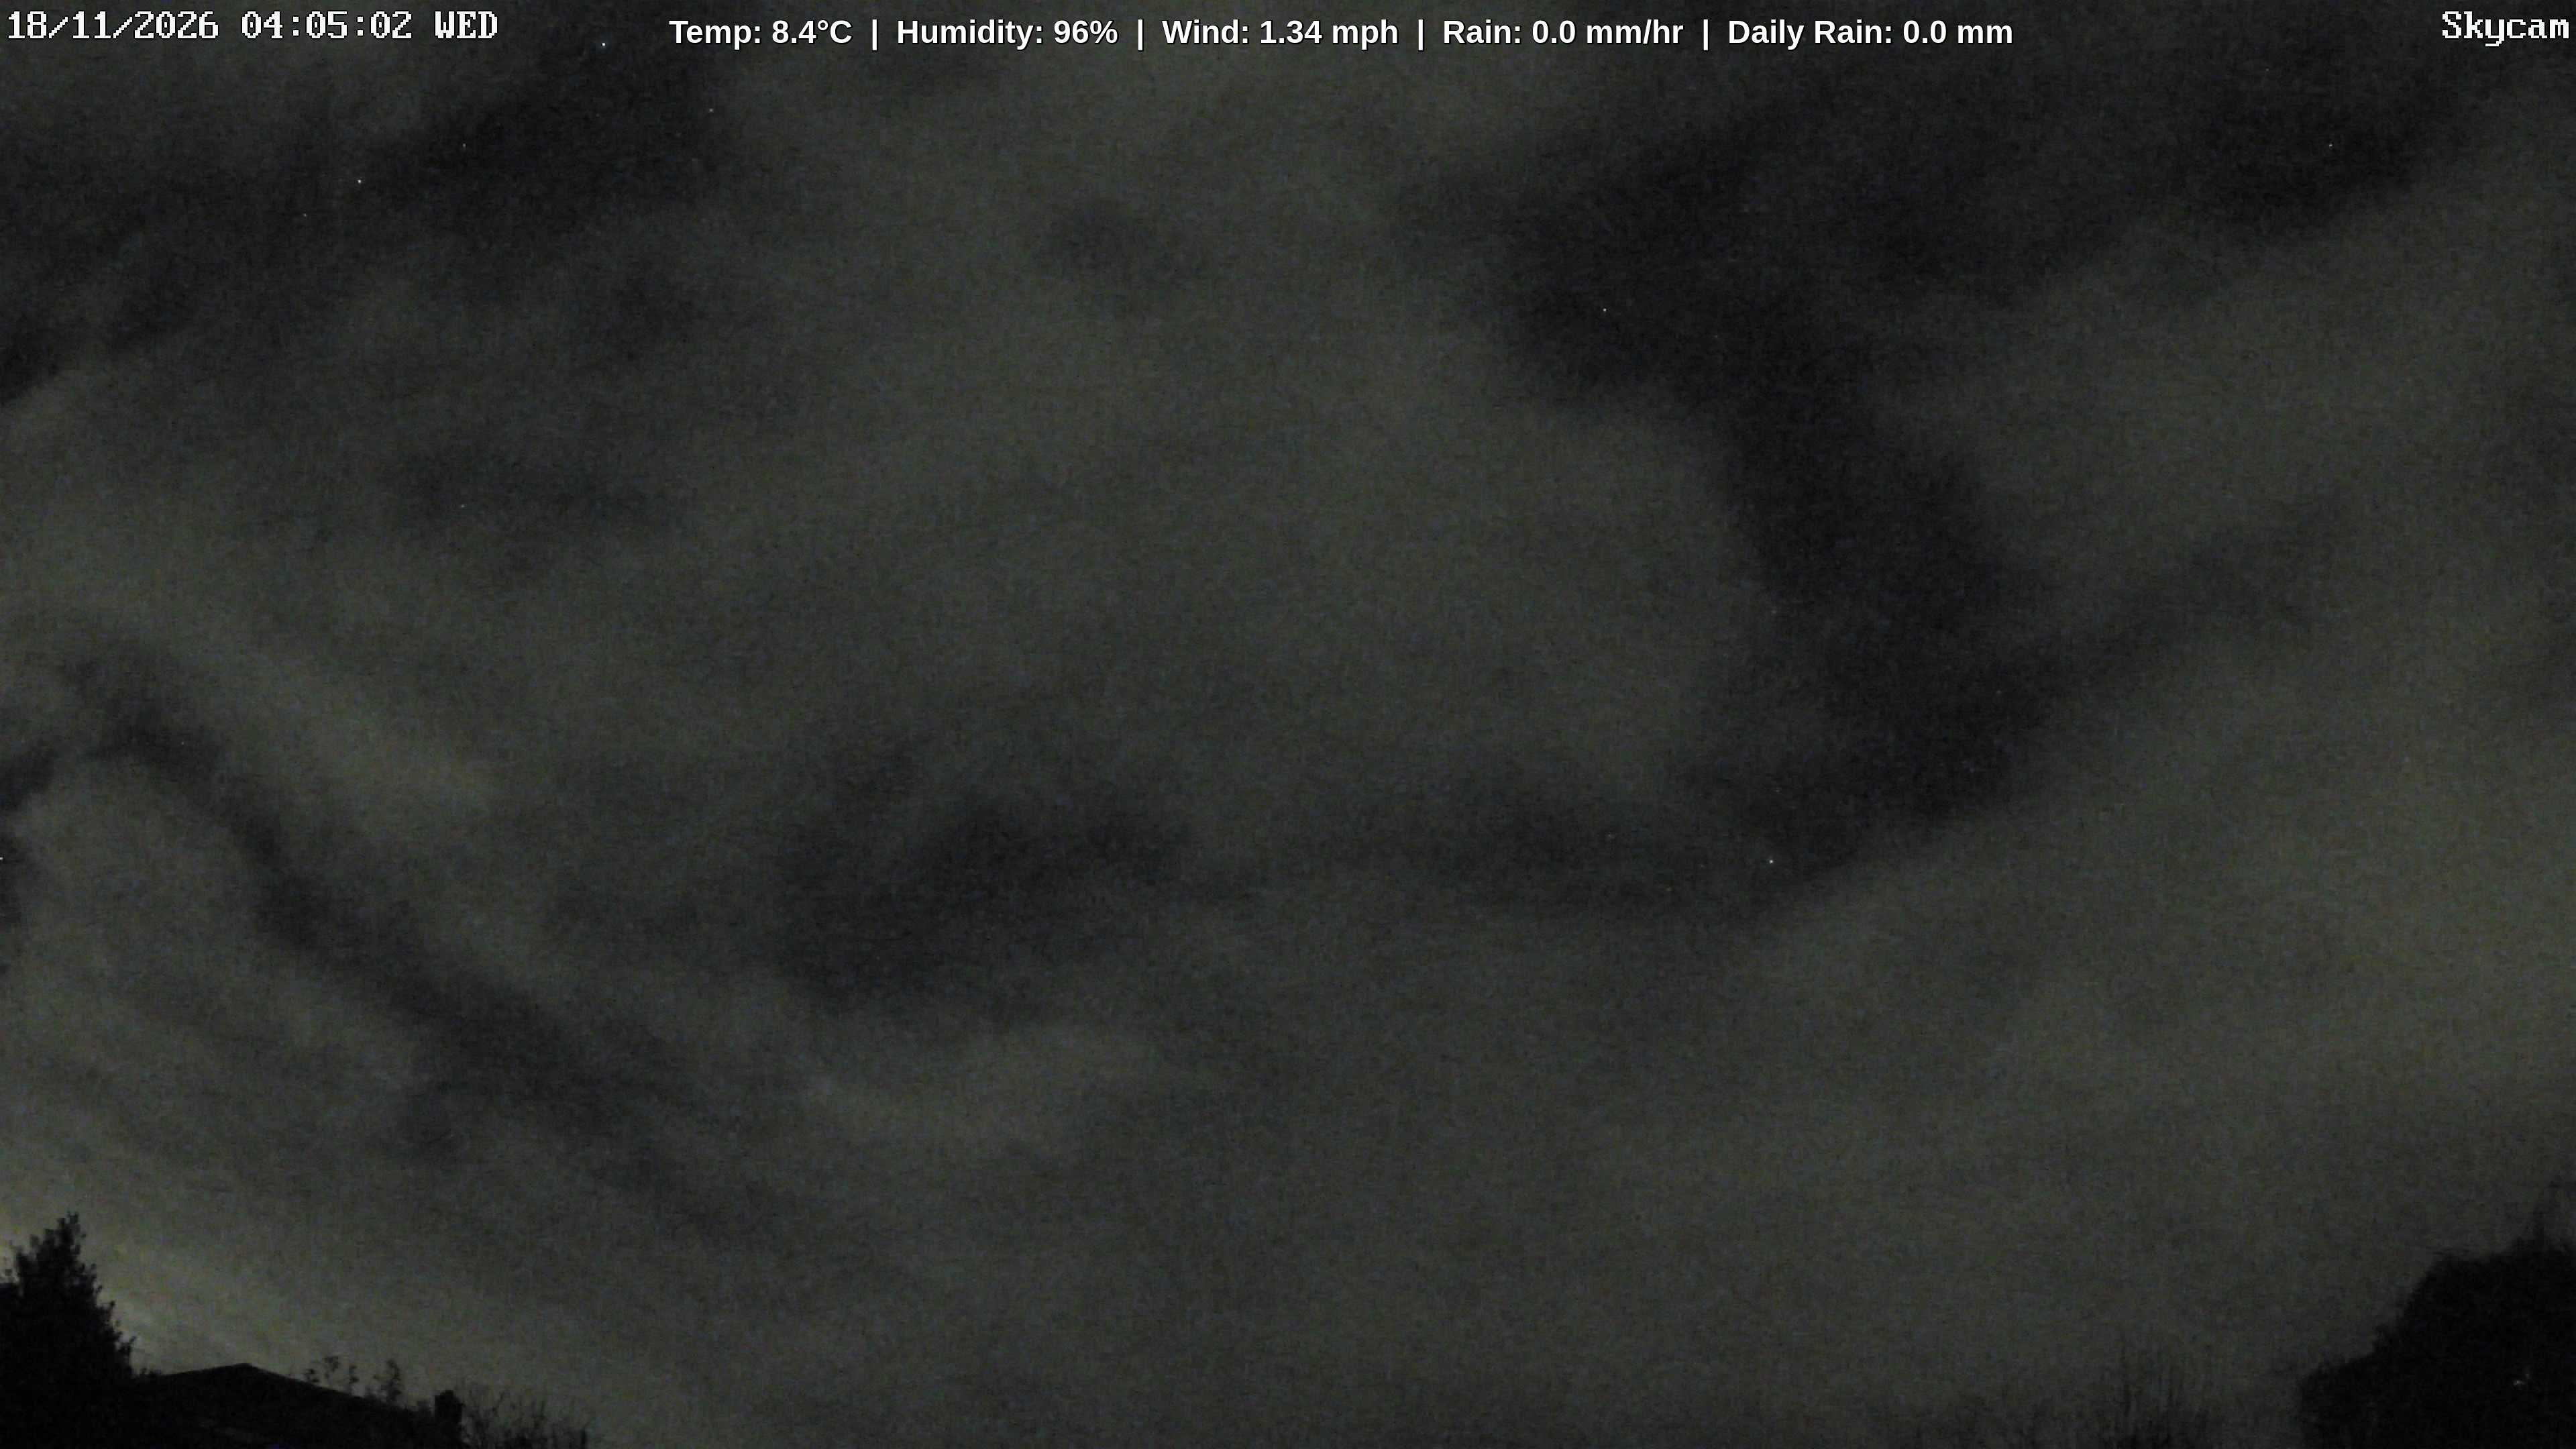 18/11/2026 04:05:02 WED
Temp: 8.4°C | Humidity: 96% | Wind: 1.34 mph | Rain: 0.0 mm/hr | Daily Rain: 0.0 mm
Skycam